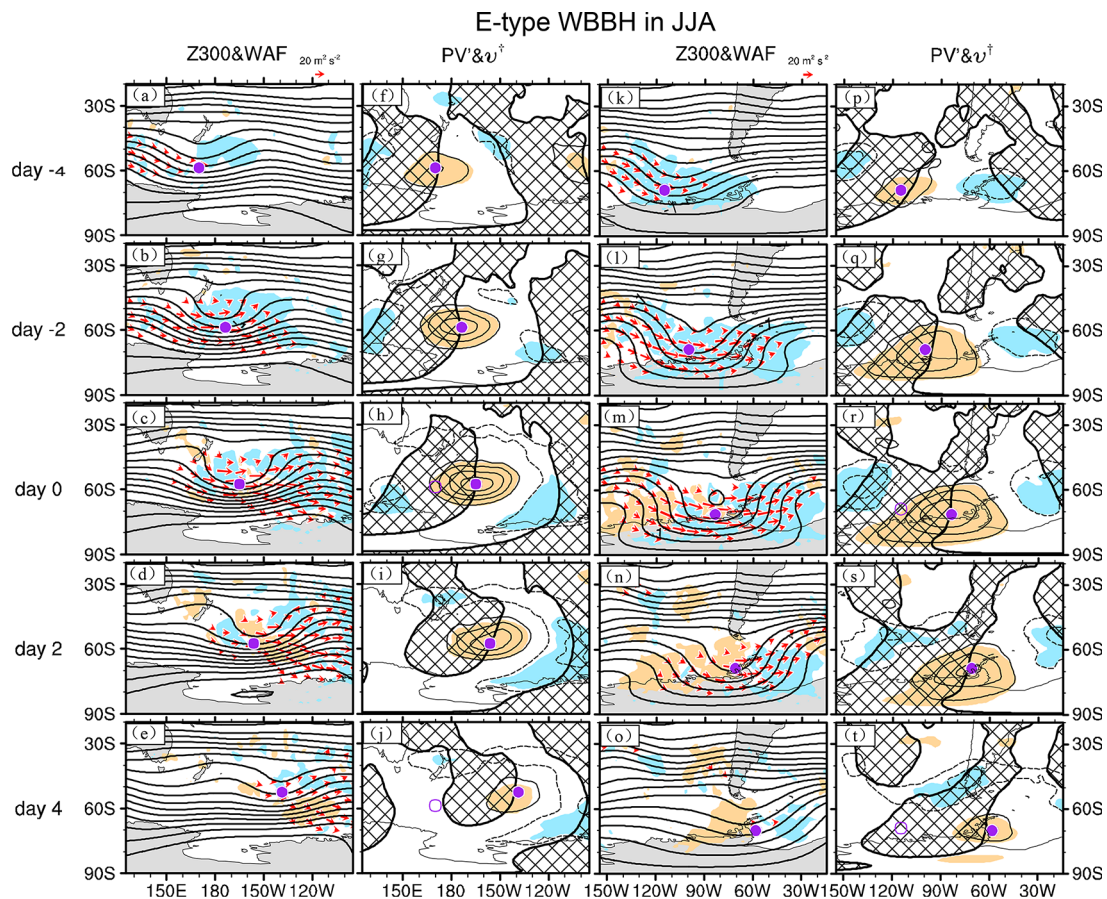 E-type WBBH in JJA
Z300&WAF 20 m² s⁻² PV'&υ† Z300&WAF 20 m² s⁻² PV'&υ†
30S (a) (f) (k) (p) 30S
day -4 60S 60S
90S 90S
30S (b) (g) (l) (q) 30S
day -2 60S 60S
90S 90S
30S (c) (h) (m) (r) 30S
day 0 60S 60S
90S 90S
30S (d) (i) (n) (s) 30S
day 2 60S 60S
90S 90S
30S (e) (j) (o) (t) 30S
day 4 60S 60S
90S 90S
150E 180 150W 120W 150E 180 150W 120W 150W 120W 90W 60W 30W 150W 120W 90W 60W 30W